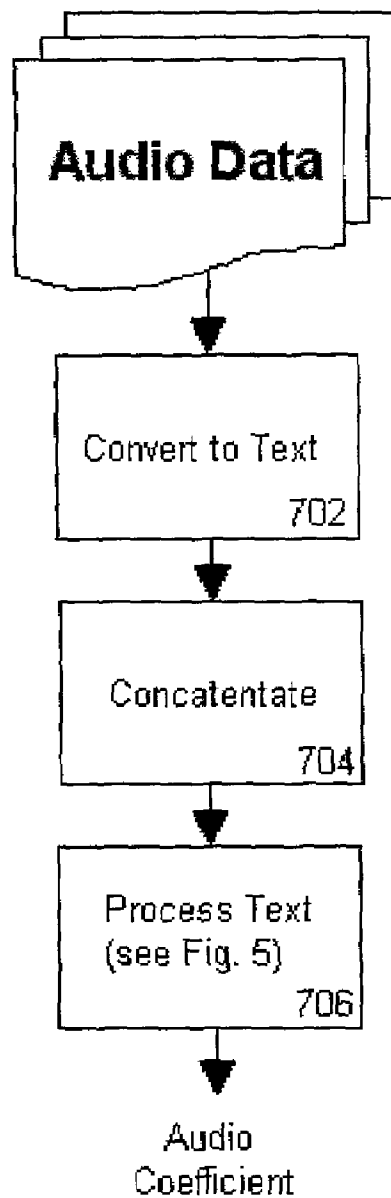 Audio Data
Convert to Text
702
Concatentate
704
Process Text
(see Fig. 5)
706
Audio
Coefficient